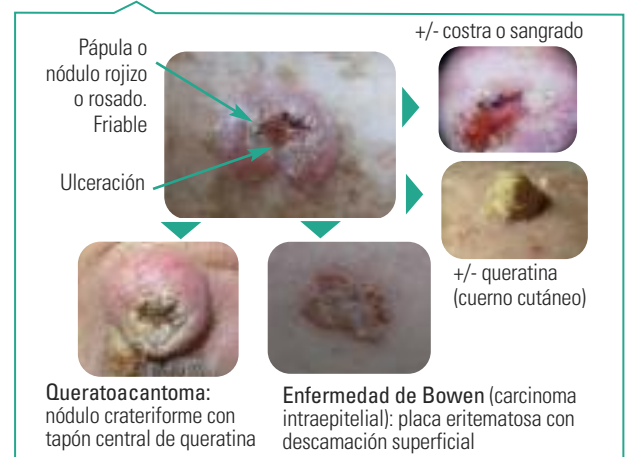 Pápula o
nódulo rojizo
o rosado.
Friable
Ulceración
+/- costra o sangrado
+/- queratina
(cuerno cutáneo)
Queratoacantoma:
nódulo crateriforme con
tapón central de queratina
Enfermedad de Bowen (carcinoma
intraepitelial): placa eritematosa con
descamación superficial